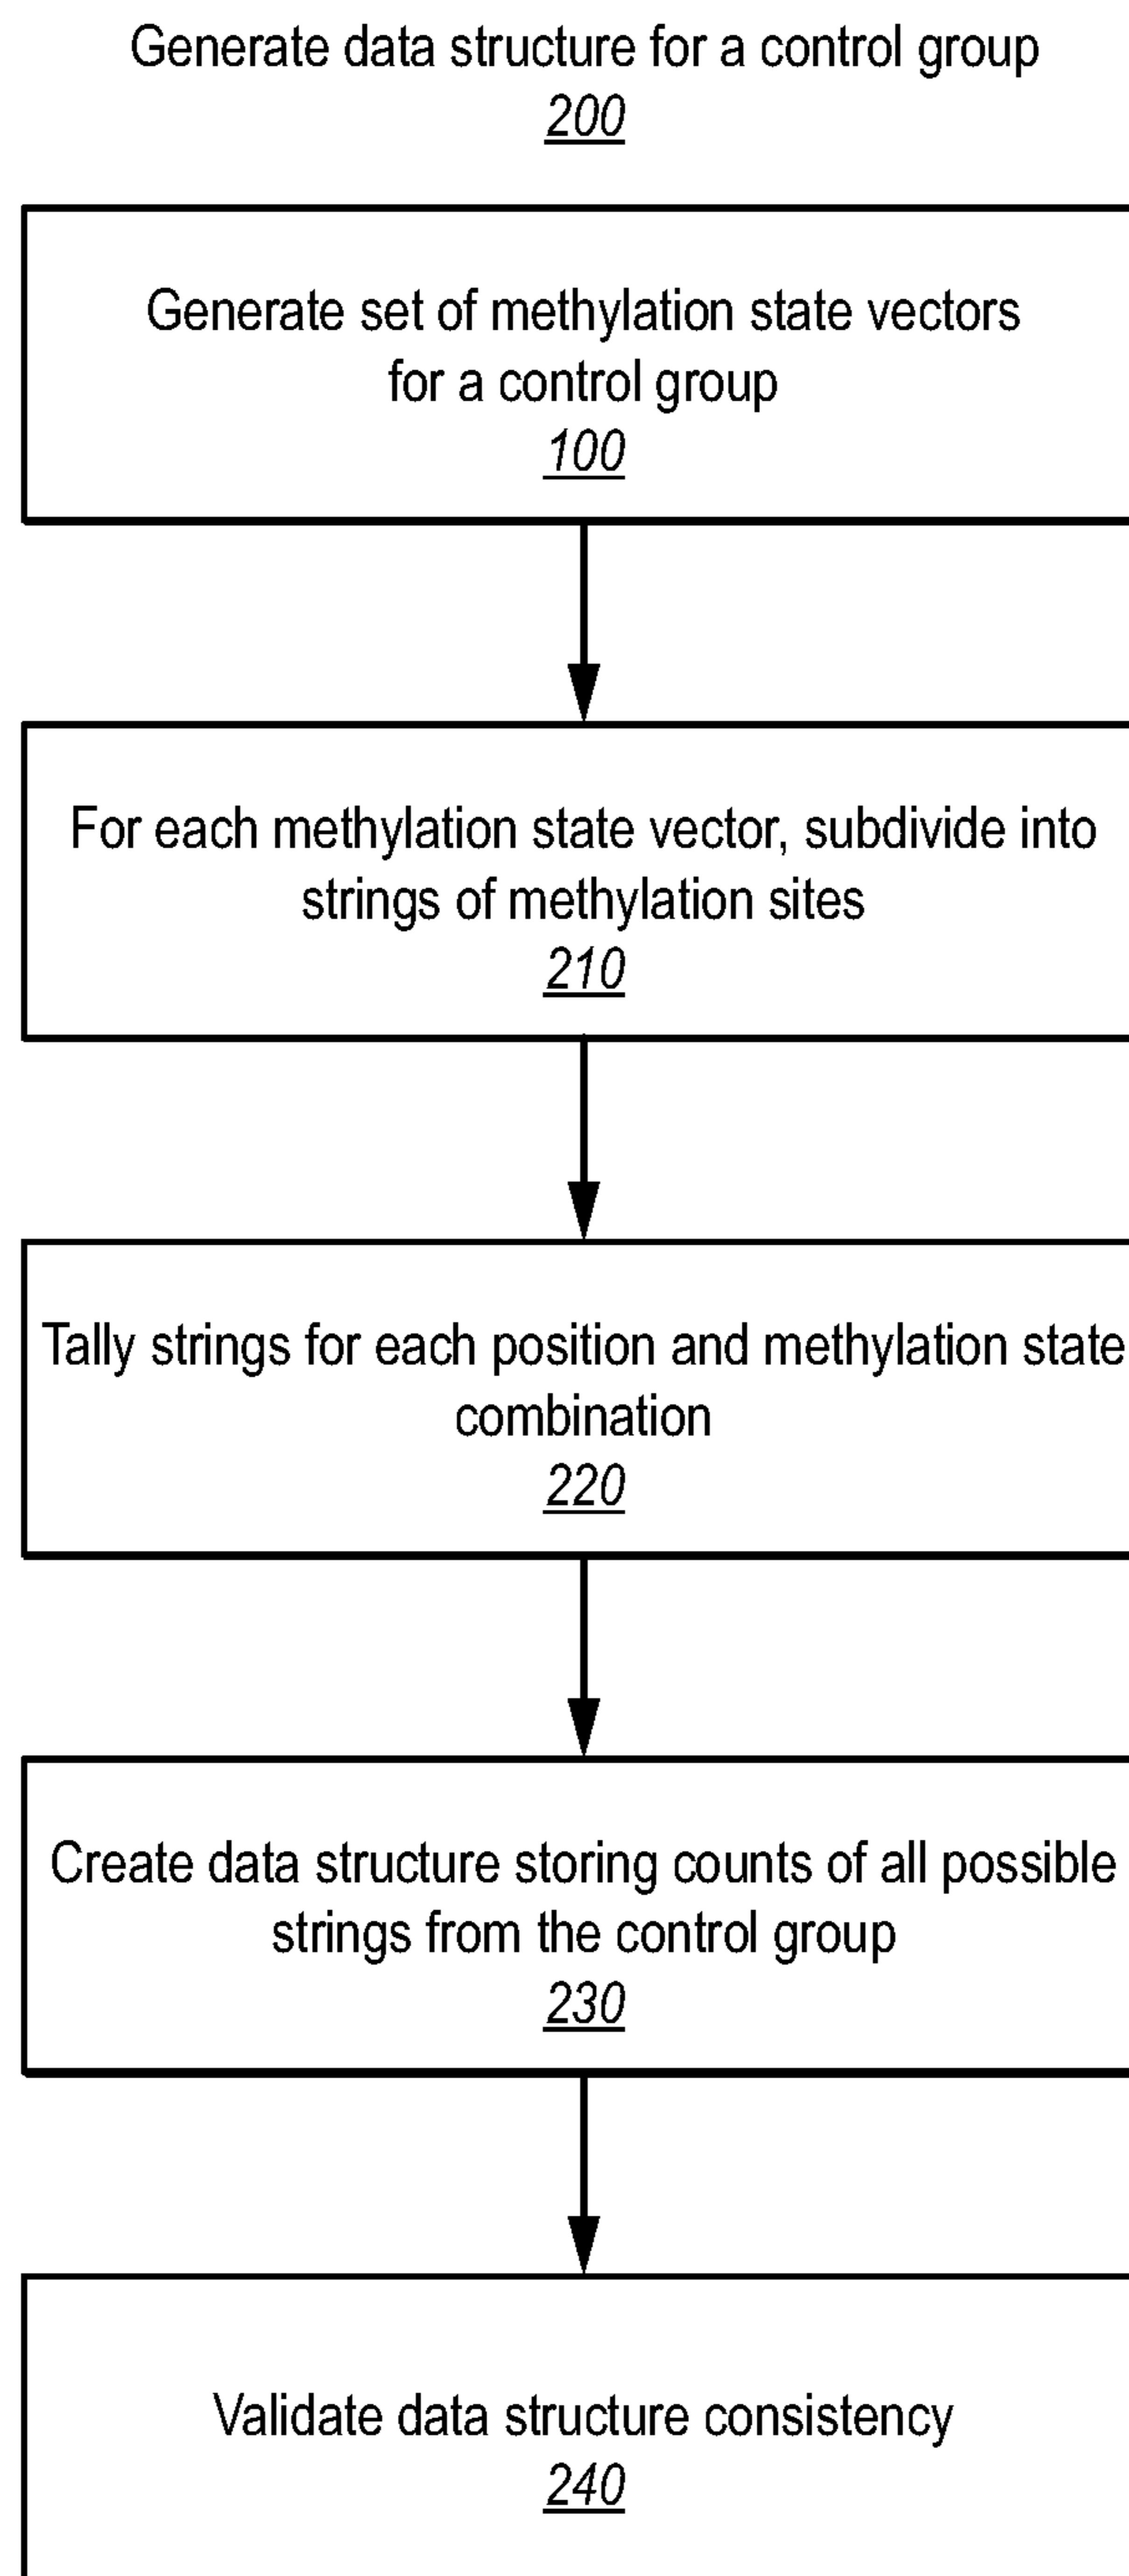 Generate data structure for a control group
200
Generate set of methylation state vectors
for a control group
100
For each methylation state vector, subdivide into
strings of methylation sites
210
Tally strings for each position and methylation state
combination
220
Create data structure storing counts of all possible
strings from the control group
230
Validate data structure consistency
240